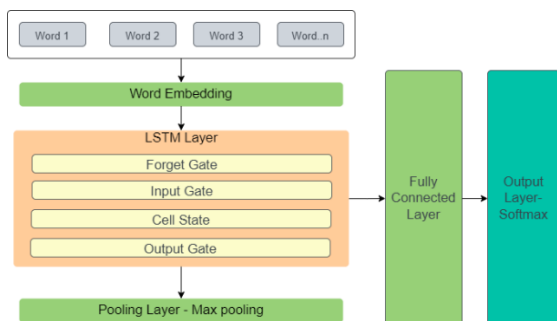 Word 1
Word 2
Word 3
Word..n
Word Embedding
LSTM Layer
Forget Gate
Input Gate
Cell State
Output Gate
Pooling Layer - Max pooling
Fully
Connected
Layer
Output
Layer-
Softmax